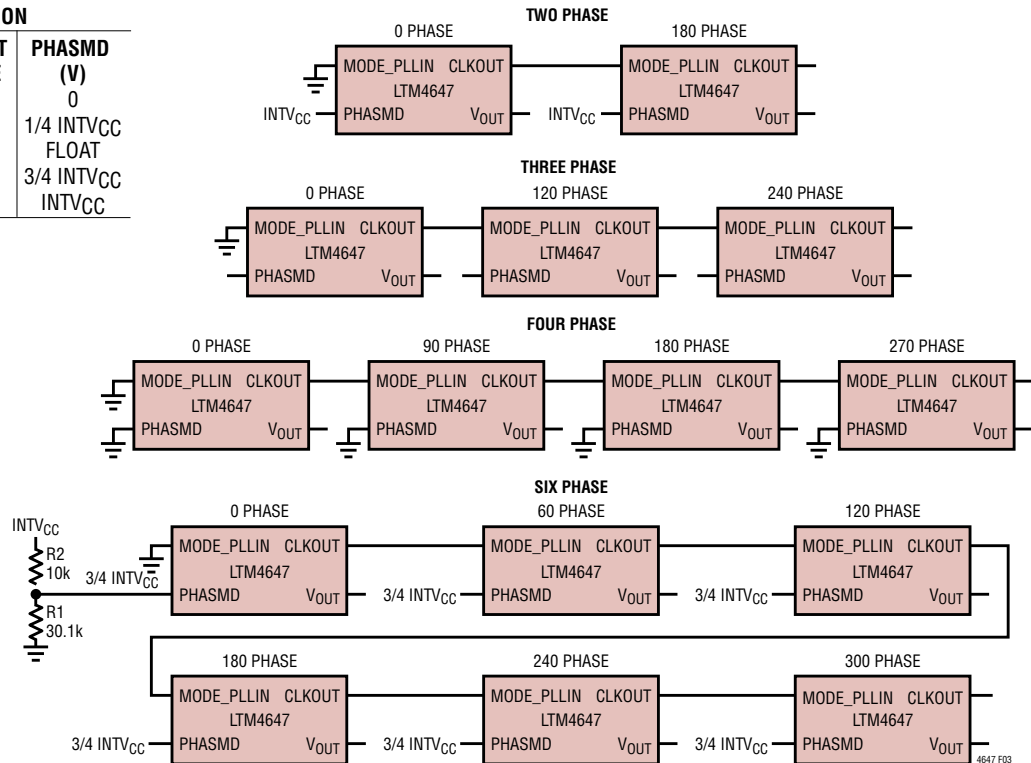 ON
T PHASMD
E (V)
0
1/4 INTVCC
FLOAT
3/4 INTVCC
INTVCC
TWO PHASE
0 PHASE 180 PHASE
MODE_PLLIN CLKOUT MODE_PLLIN CLKOUT
LTM4647 LTM4647
INTVCC PHASMD VOUT INTVCC PHASMD VOUT
THREE PHASE
0 PHASE 120 PHASE 240 PHASE
MODE_PLLIN CLKOUT MODE_PLLIN CLKOUT MODE_PLLIN CLKOUT
LTM4647 LTM4647 LTM4647
PHASMD VOUT PHASMD VOUT PHASMD VOUT
FOUR PHASE
0 PHASE 90 PHASE 180 PHASE 270 PHASE
MODE_PLLIN CLKOUT MODE_PLLIN CLKOUT MODE_PLLIN CLKOUT MODE_PLLIN CLKOUT
LTM4647 LTM4647 LTM4647 LTM4647
PHASMD VOUT PHASMD VOUT PHASMD VOUT PHASMD VOUT
SIX PHASE
0 PHASE 60 PHASE 120 PHASE
INTVCC
R2
10k
MODE_PLLIN CLKOUT MODE_PLLIN CLKOUT MODE_PLLIN CLKOUT
LTM4647 LTM4647 LTM4647
3/4 INTVCC PHASMD VOUT 3/4 INTVCC PHASMD VOUT 3/4 INTVCC PHASMD VOUT
R1
30.1k
180 PHASE 240 PHASE 300 PHASE
MODE_PLLIN CLKOUT MODE_PLLIN CLKOUT MODE_PLLIN CLKOUT
LTM4647 LTM4647 LTM4647
3/4 INTVCC PHASMD VOUT 3/4 INTVCC PHASMD VOUT 3/4 INTVCC PHASMD VOUT
4647 F03